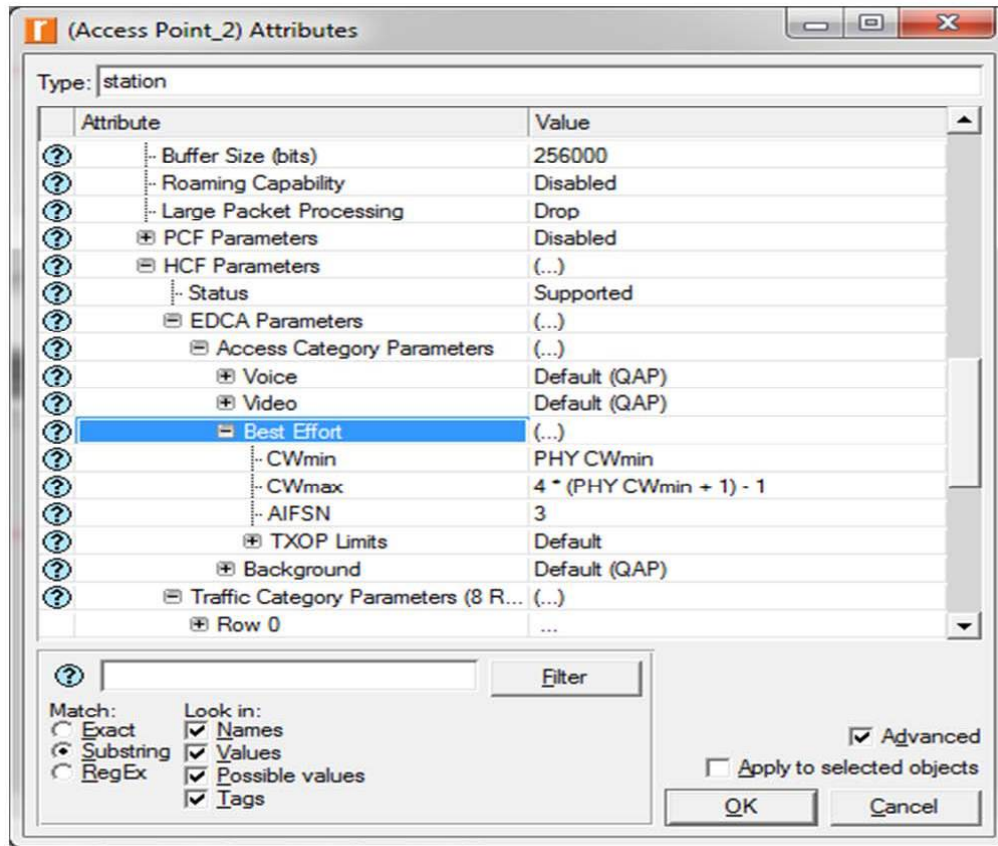 (Access Point_2) Attributes
Type: station
Attribute Value
Buffer Size (bits) 256000
Roaming Capability Disabled
Large Packet Processing Drop
PCF Parameters Disabled
HCF Parameters (...)
Status Supported
EDCA Parameters (...)
Access Category Parameters (...)
Voice Default (QAP)
Video Default (QAP)
Best Effort (...)
CWmin PHY CWmin
CWmax 4 * (PHY CWmin + 1) - 1
AIFSN 3
TXOP Limits Default
Background Default (QAP)
Traffic Category Parameters (8 R... (...)
Row 0 ...
Filter
Match: Look in:
Exact Names
Substring Values
RegEx Possible values
Tags
Advanced
Apply to selected objects
OK Cancel